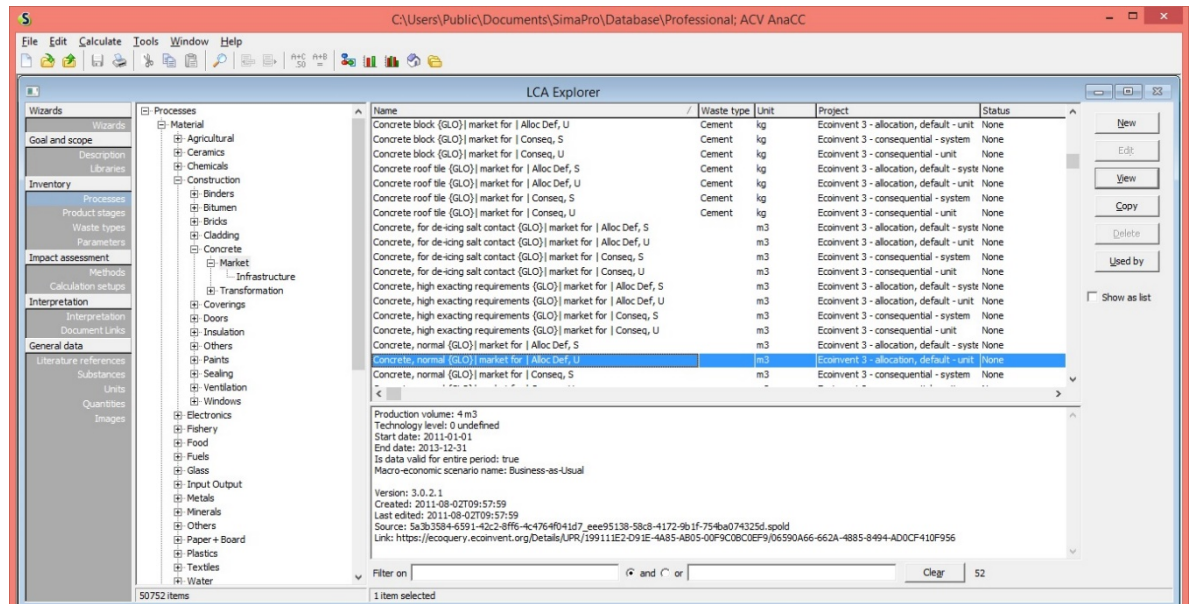 S
C:\Users\Public\Documents\SimaPro\Database\Professional; ACV AnaCC
File Edit Calculate Tools Window Help
A+C .50 A+B =
LCA Explorer
Wizards
Wizards
Goal and scope
Description
Libraries
Inventory
Processes
Product stages
Waste types
Parameters
Impact assessment
Methods
Calculation setups
Interpretation
Interpretation
Document Links
General data
Literature references
Substances
Units
Quantities
Images
Processes
Material
Agricultural
Ceramics
Chemicals
Construction
Binders
Bitumen
Bricks
Cladding
Concrete
Market
Infrastructure
Transformation
Coverings
Doors
Insulation
Others
Paints
Sealing
Ventilation
Windows
Electronics
Fishery
Food
Fuels
Glass
Input Output
Metals
Minerals
Others
Paper + Board
Plastics
Textiles
Water
50752 items
Name / Waste type Unit Project Status
Concrete block {GLO}| market for | Alloc Def, U Cement kg Ecoinvent 3 - allocation, default - unit None
Concrete block {GLO}| market for | Conseq, S Cement kg Ecoinvent 3 - consequential - system None
Concrete block {GLO}| market for | Conseq, U Cement kg Ecoinvent 3 - consequential - unit None
Concrete roof tile {GLO}| market for | Alloc Def, S Cement kg Ecoinvent 3 - allocation, default - syste None
Concrete roof tile {GLO}| market for | Alloc Def, U Cement kg Ecoinvent 3 - allocation, default - unit None
Concrete roof tile {GLO}| market for | Conseq, S Cement kg Ecoinvent 3 - consequential - system None
Concrete roof tile {GLO}| market for | Conseq, U Cement kg Ecoinvent 3 - consequential - unit None
Concrete, for de-icing salt contact {GLO}| market for | Alloc Def, S m3 Ecoinvent 3 - allocation, default - syste None
Concrete, for de-icing salt contact {GLO}| market for | Alloc Def, U m3 Ecoinvent 3 - allocation, default - unit None
Concrete, for de-icing salt contact {GLO}| market for | Conseq, S m3 Ecoinvent 3 - consequential - system None
Concrete, for de-icing salt contact {GLO}| market for | Conseq, U m3 Ecoinvent 3 - consequential - unit None
Concrete, high exacting requirements {GLO}| market for | Alloc Def, S m3 Ecoinvent 3 - allocation, default - syste None
Concrete, high exacting requirements {GLO}| market for | Alloc Def, U m3 Ecoinvent 3 - allocation, default - unit None
Concrete, high exacting requirements {GLO}| market for | Conseq, S m3 Ecoinvent 3 - consequential - system None
Concrete, high exacting requirements {GLO}| market for | Conseq, U m3 Ecoinvent 3 - consequential - unit None
Concrete, normal {GLO}| market for | Alloc Def, S m3 Ecoinvent 3 - allocation, default - syste None
Concrete, normal {GLO}| market for | Alloc Def, U m3 Ecoinvent 3 - allocation, default - unit None
Concrete, normal {GLO}| market for | Conseq, S m3 Ecoinvent 3 - consequential - system None
Production volume: 4 m3
Technology level: 0 undefined
Start date: 2011-01-01
End date: 2013-12-31
Is data valid for entire period: true
Macro-economic scenario name: Business-as-Usual
Version: 3.0.2.1
Created: 2011-08-02T09:57:59
Last edited: 2011-08-02T09:57:59
Source: 5a3b3584-6591-42c2-8ff6-4c4764f041d7_eee95138-58c8-4172-9b1f-754ba074325d.spold
Link: https://ecoquery.ecoinvent.org/Details/UPR/199111E2-D91E-4A85-AB05-00F9C0BC0EF9/06590A66-662A-4885-8494-AD0CF410F956
Filter on and or Clear 52
1 item selected
New
Edit
View
Copy
Delete
Used by
Show as list